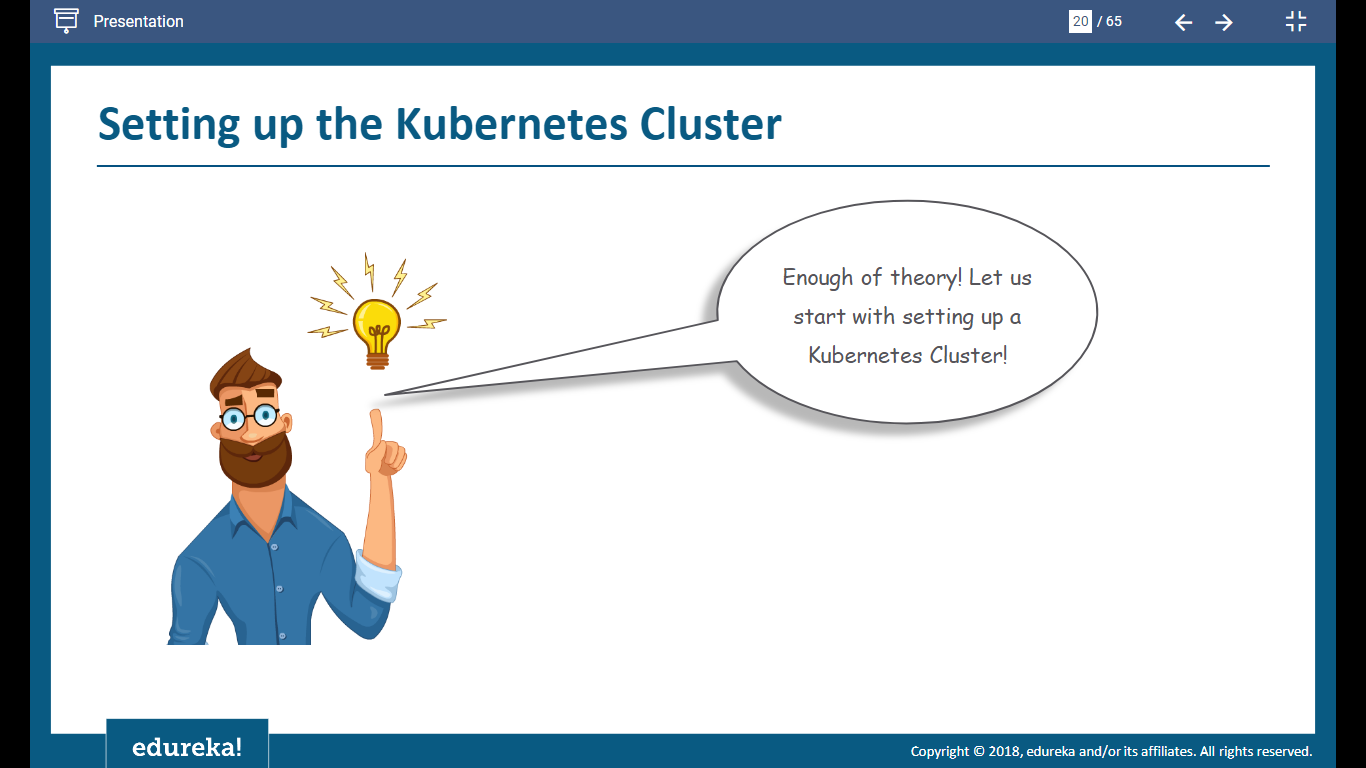 Presentation
20 / 65
Setting up the Kubernetes Cluster
Enough of theory! Let us
start with setting up a
Kubernetes Cluster!
edureka!
Copyright © 2018, edureka and/or its affiliates. All rights reserved.